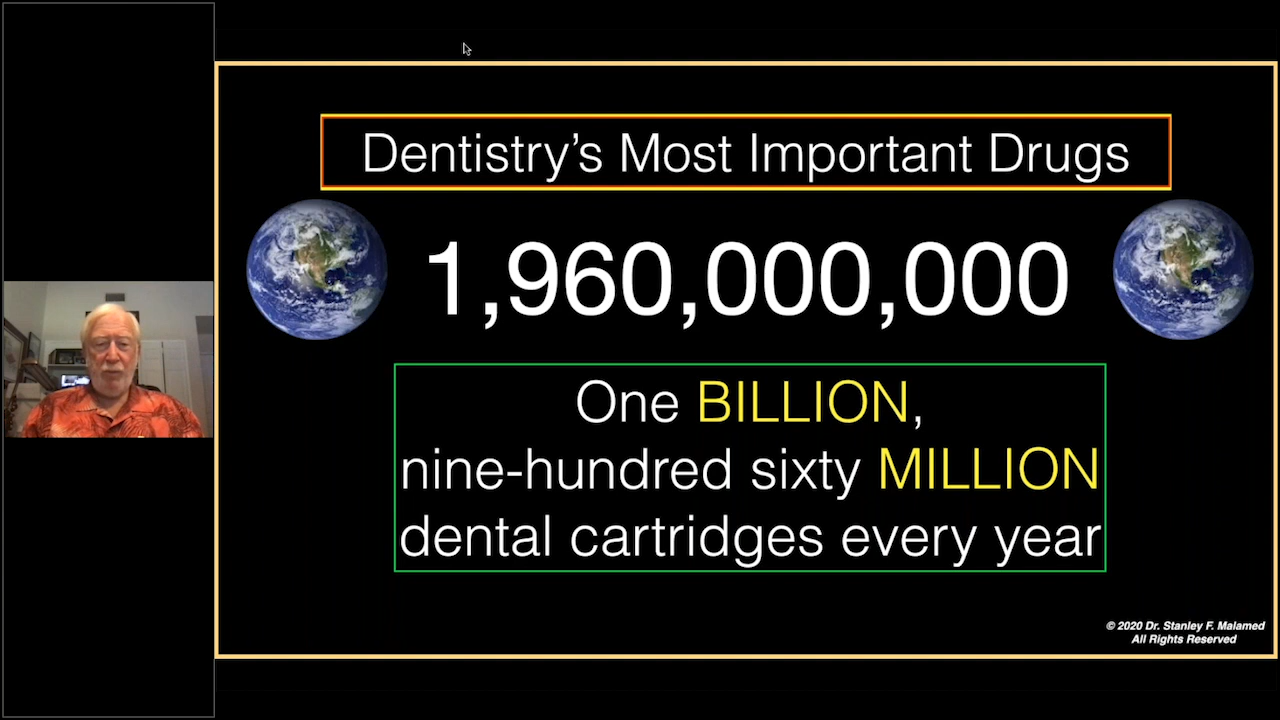 Dentistry’s Most Important Drugs
1,960,000,000
One BILLION,
nine-hundred sixty MILLION
dental cartridges every year
© 2020 Dr. Stanley F. Malamed
All Rights Reserved